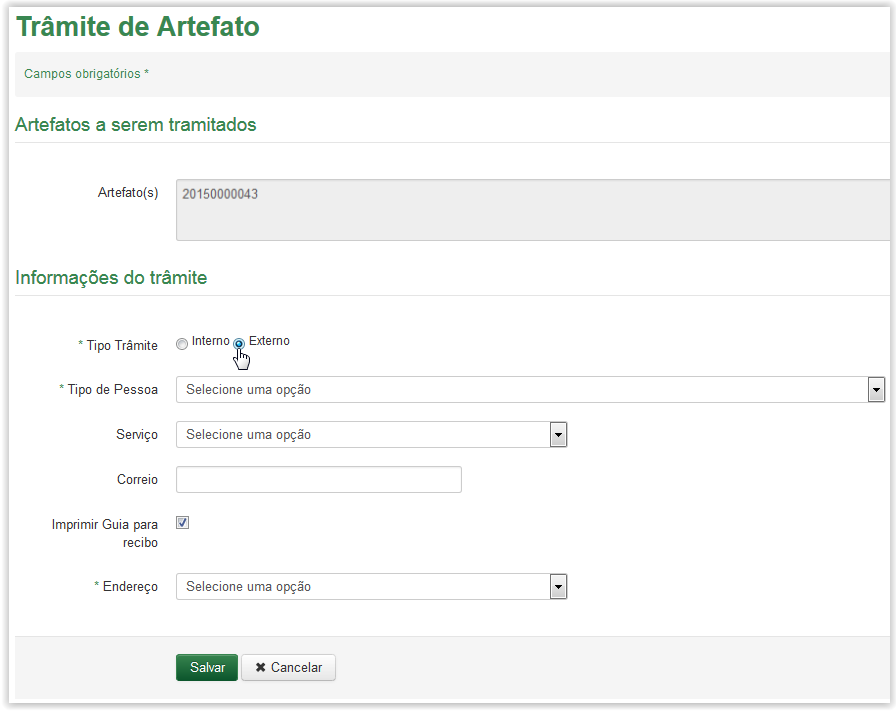 Trâmite de Artefato
Campos obrigatórios *
Artefatos a serem tramitados
Artefato(s)
20150000043
Informações do trâmite
* Tipo Trâmite
Interno
Externo
* Tipo de Pessoa
Selecione uma opção
Serviço
Selecione uma opção
Correio
Imprimir Guia para
recibo
* Endereço
Selecione uma opção
Salvar
Cancelar